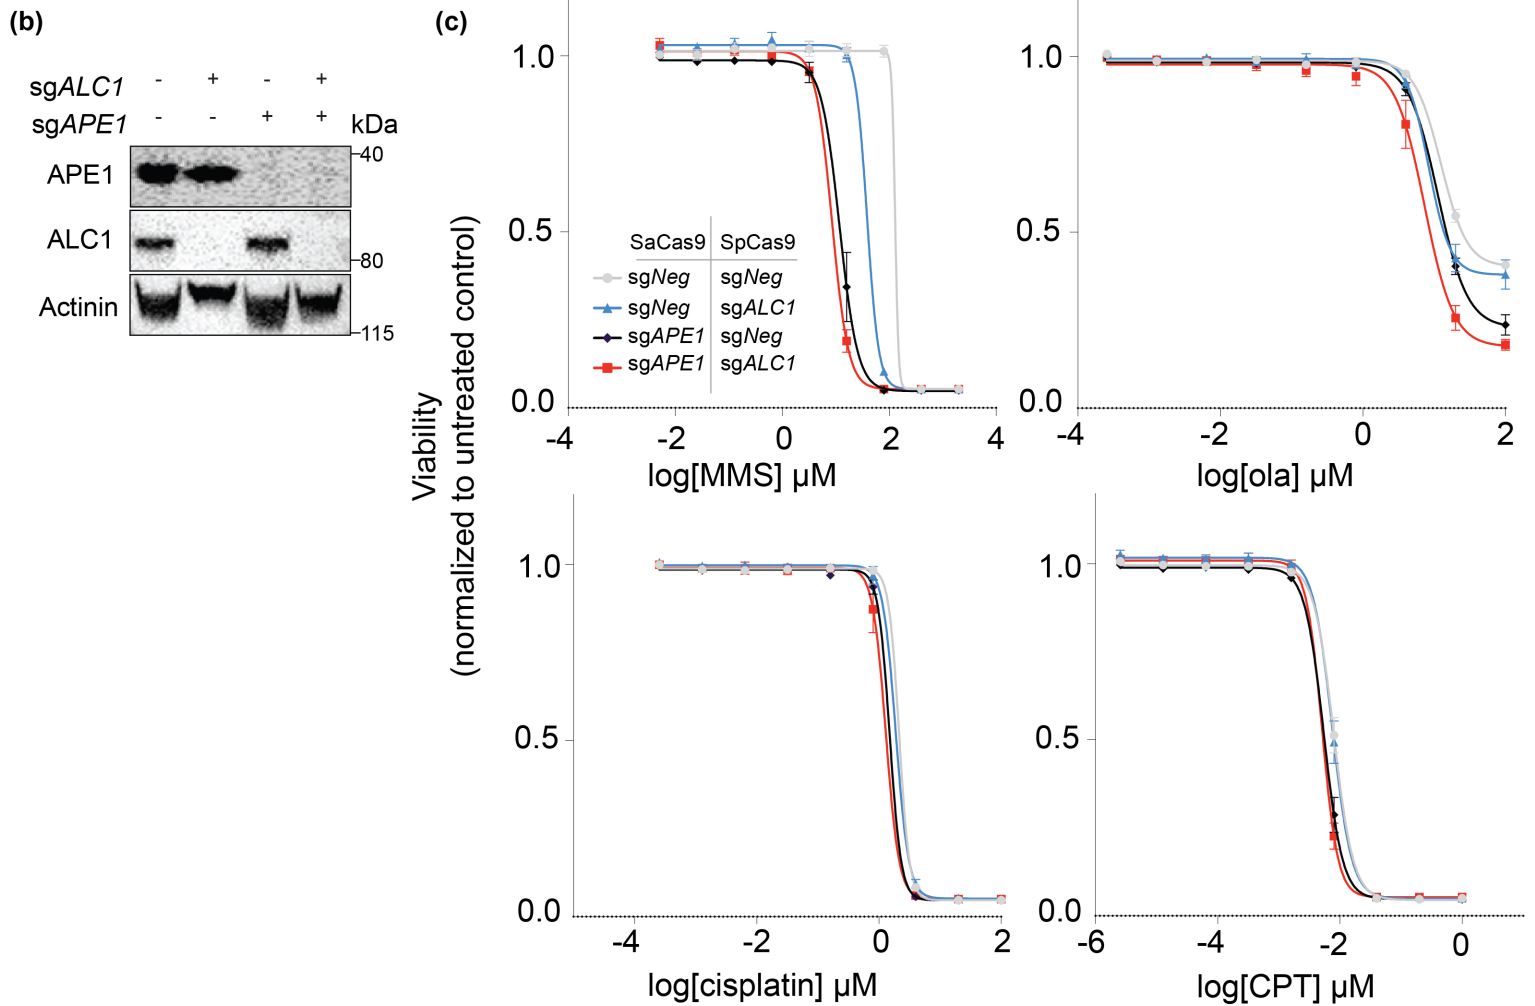 (b)
sgALC1 - + - +
sgAPE1 - - + + kDa
APE1 -40
ALC1 -80
Actinin -115
(c)
Viability
(normalized to untreated control)
1.0
0.5
0.0
-4 -2 0 2 4
log[MMS] µM
SaCas9 SpCas9
sgNeg sgNeg
sgNeg sgALC1
sgAPE1 sgNeg
sgAPE1 sgALC1
1.0
0.5
0.0
-4 -2 0 2
log[ola] µM
1.0
0.5
0.0
-4 -2 0 2
log[cisplatin] µM
1.0
0.5
0.0
-6 -4 -2 0
log[CPT] µM